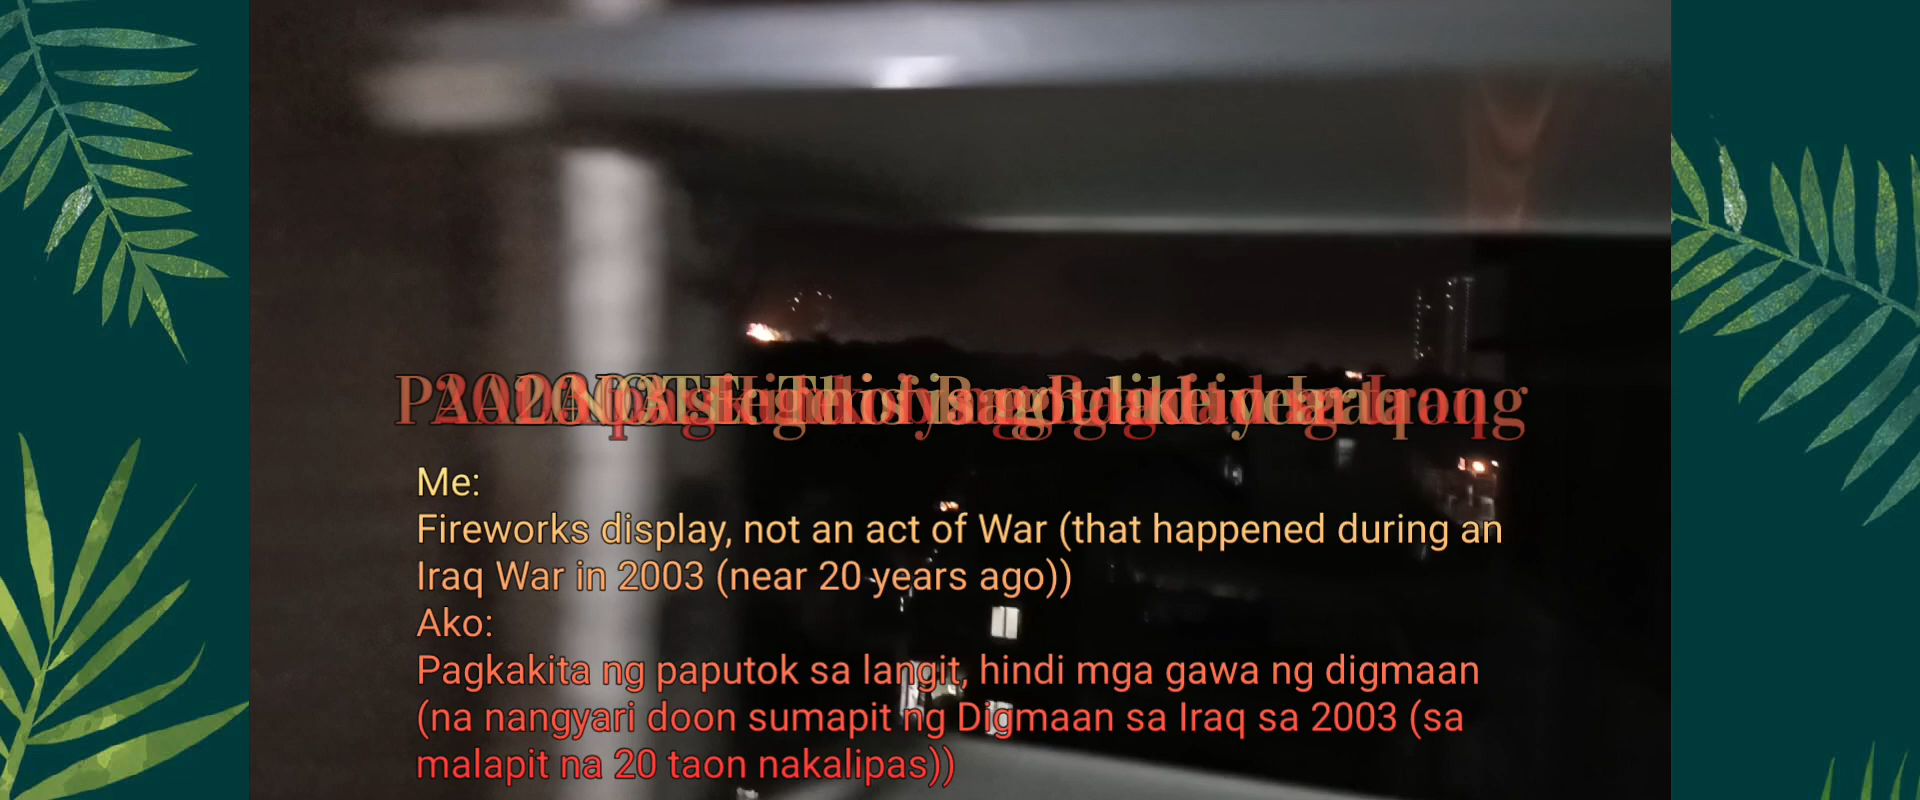 Me:
Fireworks display, not an act of War (that happened during an
Iraq War in 2003 (near 20 years ago))
Ako:
Pagkakita ng paputok sa langit, hindi mga gawa ng digmaan
(na nangyari doon sumapit ng Digmaan sa Iraq sa 2003 (sa
malapit na 20 taon nakalipas))